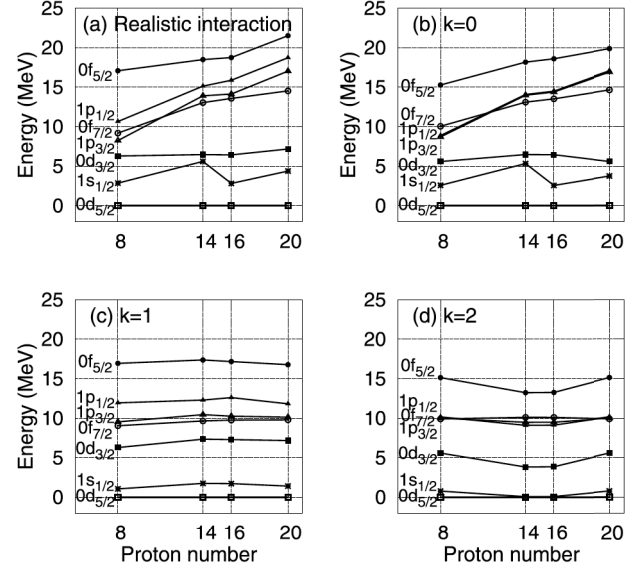 (a) Realistic interaction
Energy (MeV)
25
20
15
10
5
0
0f5/2
1p1/2
0f7/2
1p3/2
0d3/2
1s1/2
0d5/2
8 14 16 20
(b) k=0
Energy (MeV)
25
20
15
10
5
0
0f5/2
0f7/2
1p1/2
1p3/2
0d3/2
1s1/2
0d5/2
8 14 16 20
(c) k=1
Energy (MeV)
25
20
15
10
5
0
0f5/2
1p1/2
1p3/2
0f7/2
0d3/2
1s1/2
0d5/2
8 14 16 20
Proton number
(d) k=2
Energy (MeV)
25
20
15
10
5
0
0f5/2
1p1/2
0f7/2
1p3/2
0d3/2
1s1/2
0d5/2
8 14 16 20
Proton number